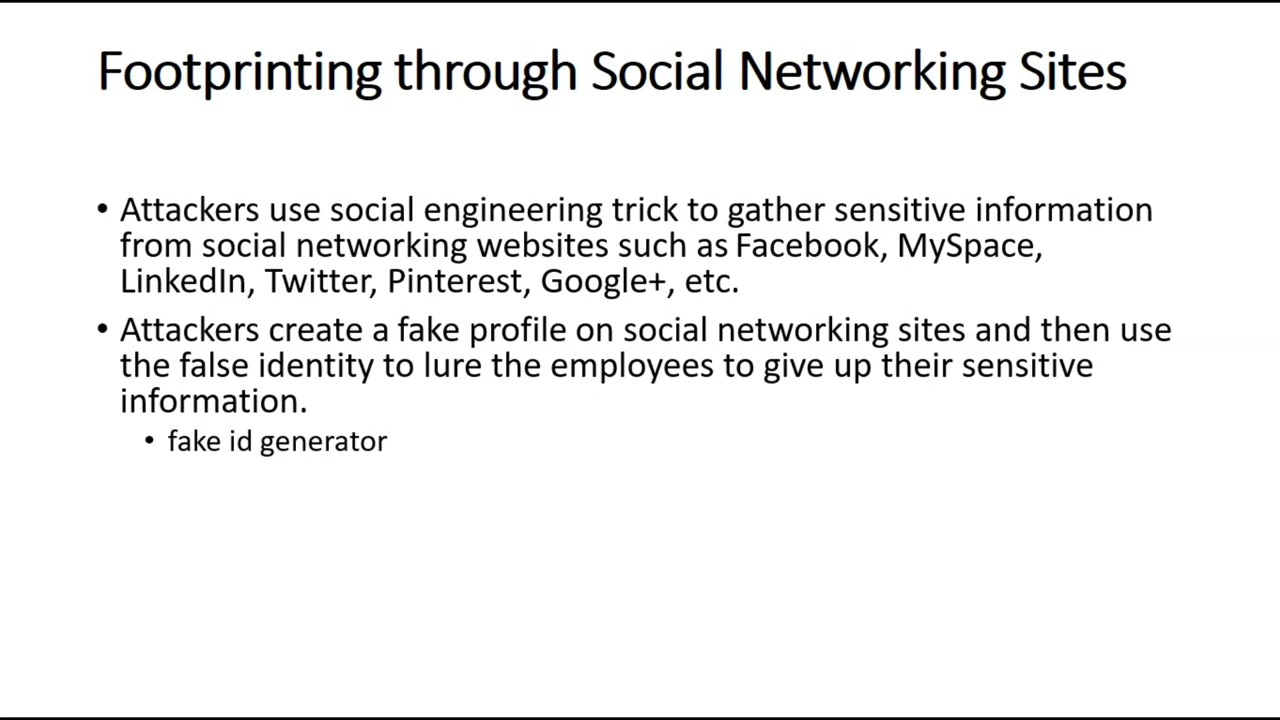 Footprinting through Social Networking Sites
• Attackers use social engineering trick to gather sensitive information
from social networking websites such as Facebook, MySpace,
LinkedIn, Twitter, Pinterest, Google+, etc.
• Attackers create a fake profile on social networking sites and then use
the false identity to lure the employees to give up their sensitive
information.
• fake id generator